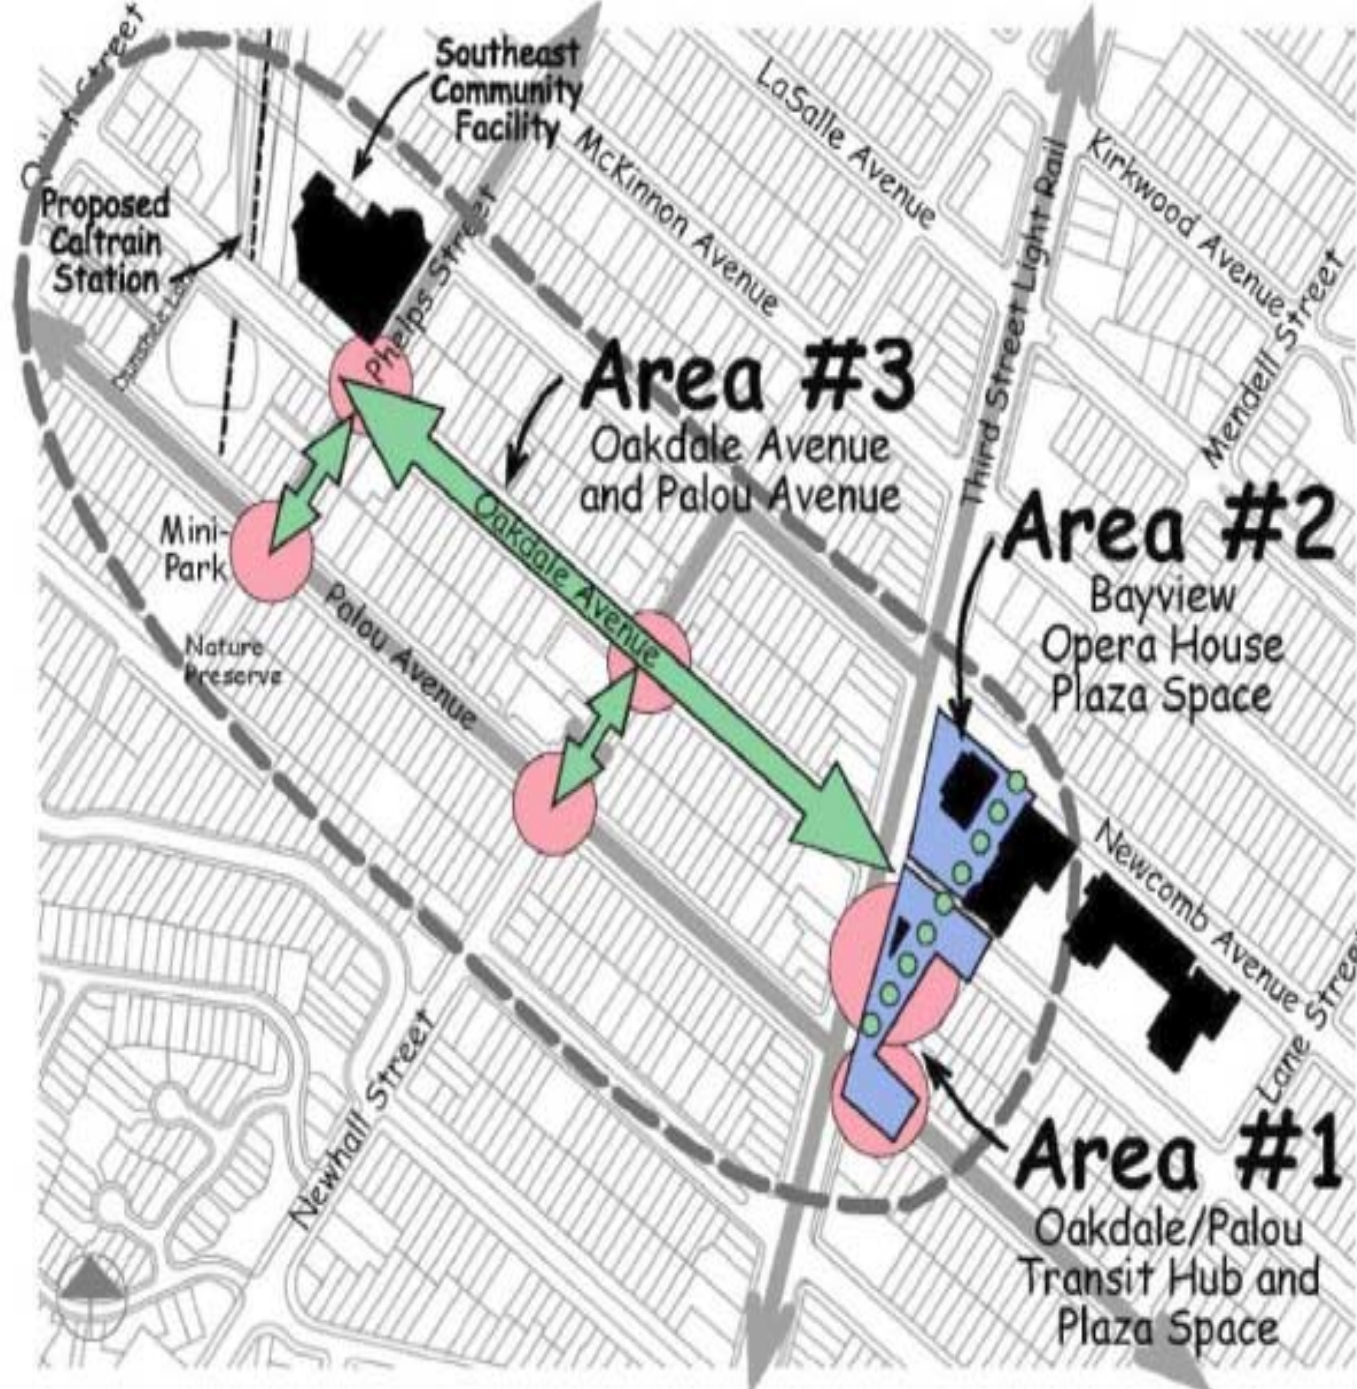 Southeast
Community
Facility
LaSalle Avenue
McKinnon Avenue
Kirkwood Avenue
Third Street Light Rail
Mendell Street
Street
Proposed
Caltrain
Station
Phelps Street
Area #3
Oakdale Avenue
and Palou Avenue
Area #2
Bayview
Opera House
Plaza Space
Oakdale Avenue
Mini-
Park
Palou Avenue
Nature
Preserve
Newcomb Avenue
Lane Street
Newhall Street
Area #1
Oakdale/Palou
Transit Hub and
Plaza Space